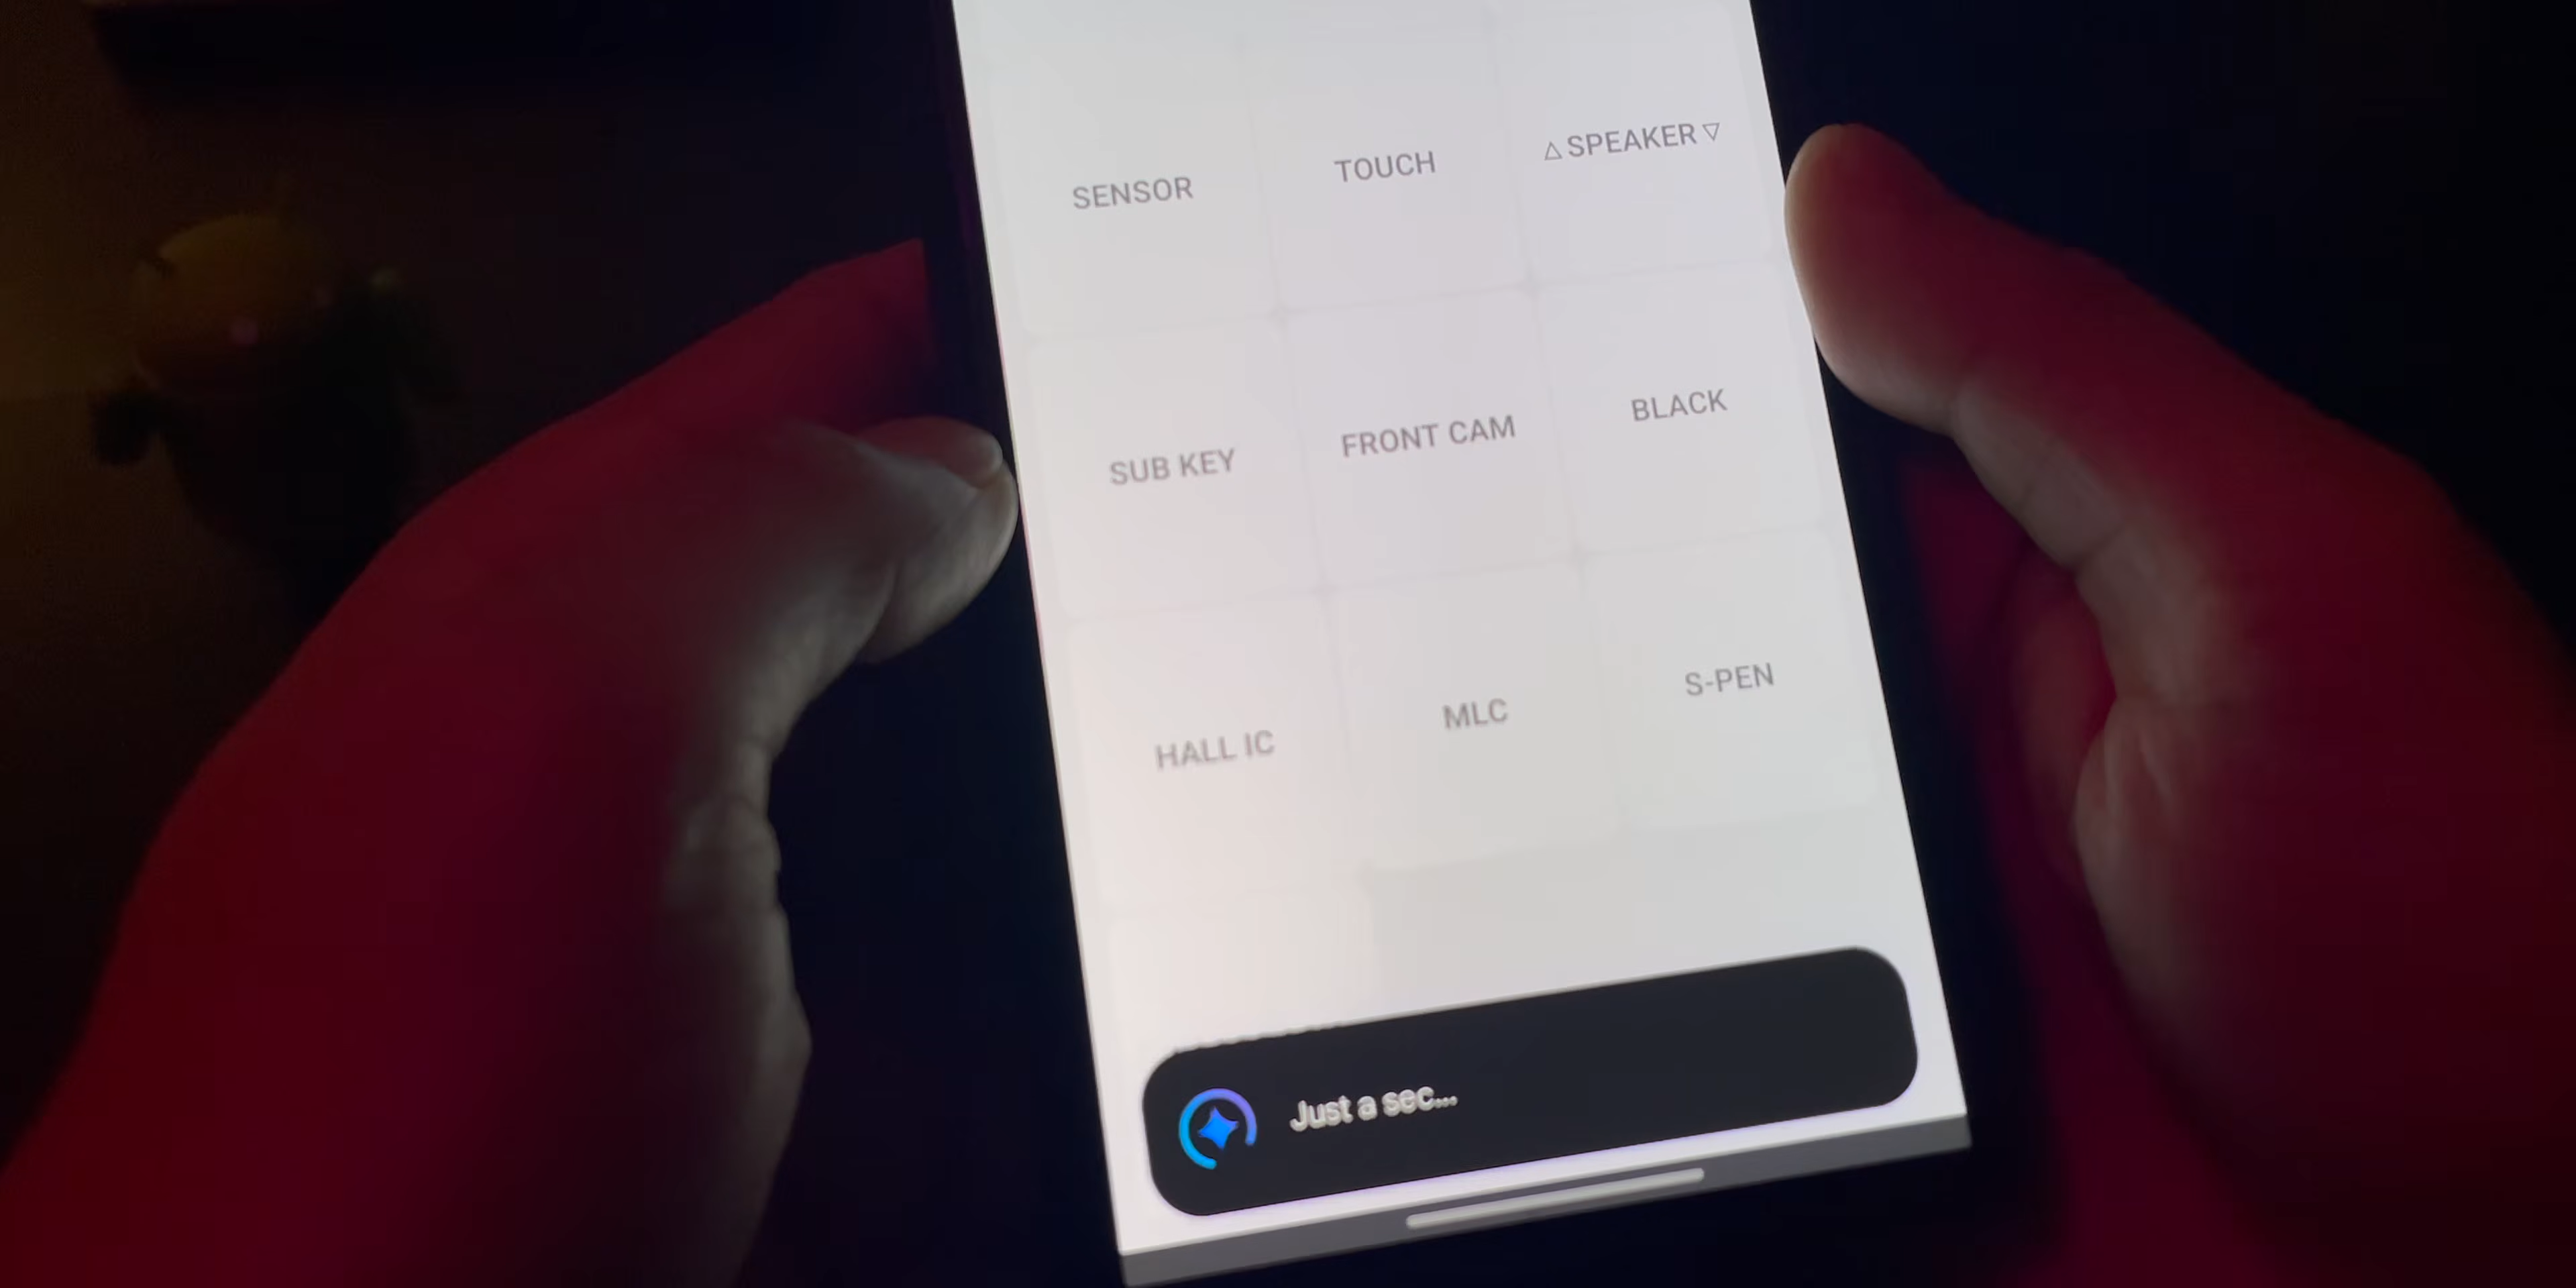 SENSOR
TOUCH
△ SPEAKER ▽
SUB KEY
FRONT CAM
BLACK
HALL IC
MLC
S-PEN
Just a sec...